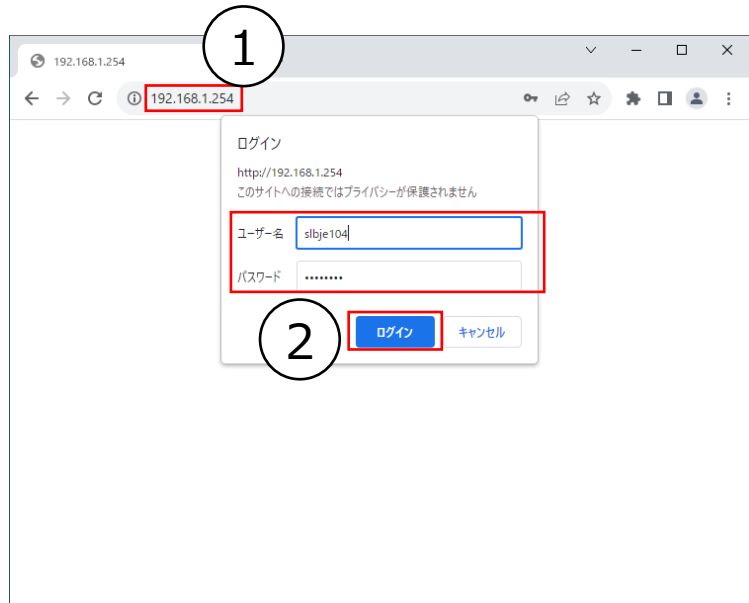 1
192.168.1.254
192.168.1.254
ログイン
http://192.168.1.254
このサイトへの接続ではプライバシーが保護されません
ユーザー名 slbje104
パスワード ••••••••
2
ログイン キャンセル